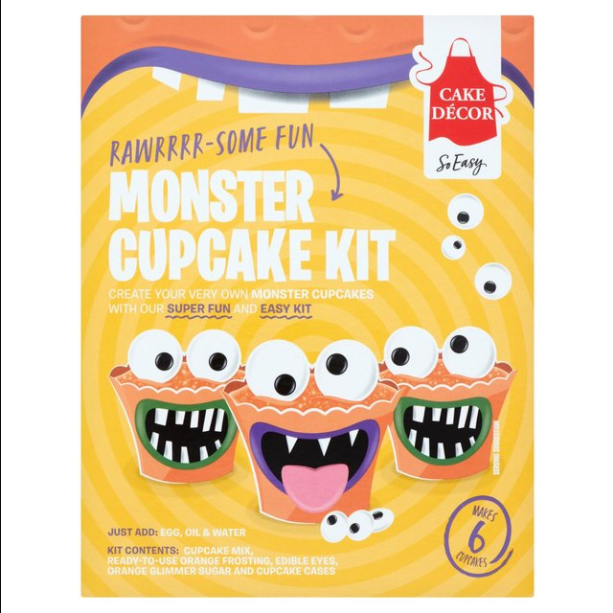 CAKE
DÉCOR
So Easy
RAWRRRR-SOME FUN
MONSTER
CUPCAKE KIT
CREATE YOUR VERY OWN MONSTER CUPCAKES
WITH OUR SUPER FUN AND EASY KIT
JUST ADD: EGG, OIL & WATER
KIT CONTENTS: CUPCAKE MIX,
READY-TO-USE ORANGE FROSTING, EDIBLE EYES,
ORANGE GLIMMER SUGAR AND CUPCAKE CASES
MAKES
6
CUPCAKES
SERVING SUGGESTION